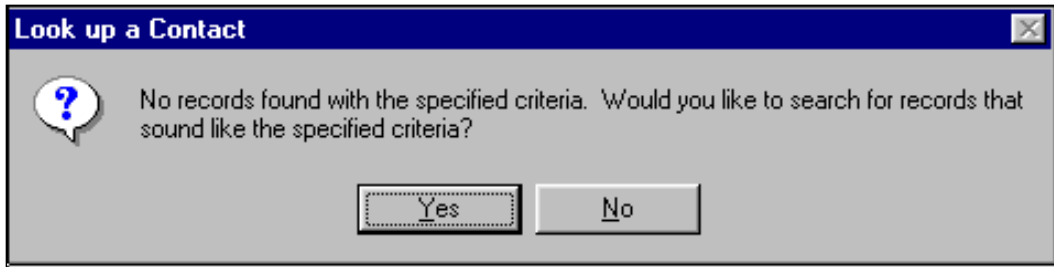 Look up a Contact
No records found with the specified criteria.  Would you like to search for records that
sound like the specified criteria?
Yes
No